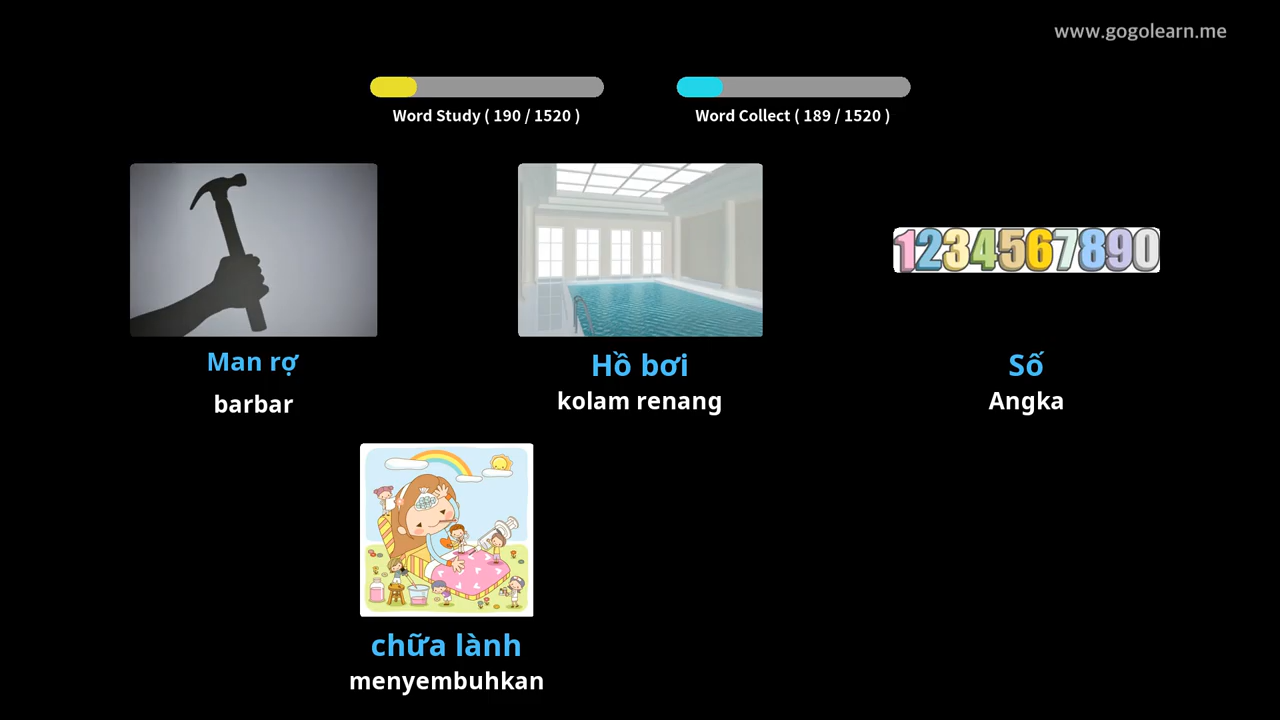 www.gogolearn.me
Word Study ( 190 / 1520 )
Word Collect ( 189 / 1520 )
1234567890
Man rợ
barbar
Hồ bơi
kolam renang
Số
Angka
chữa lành
menyembuhkan